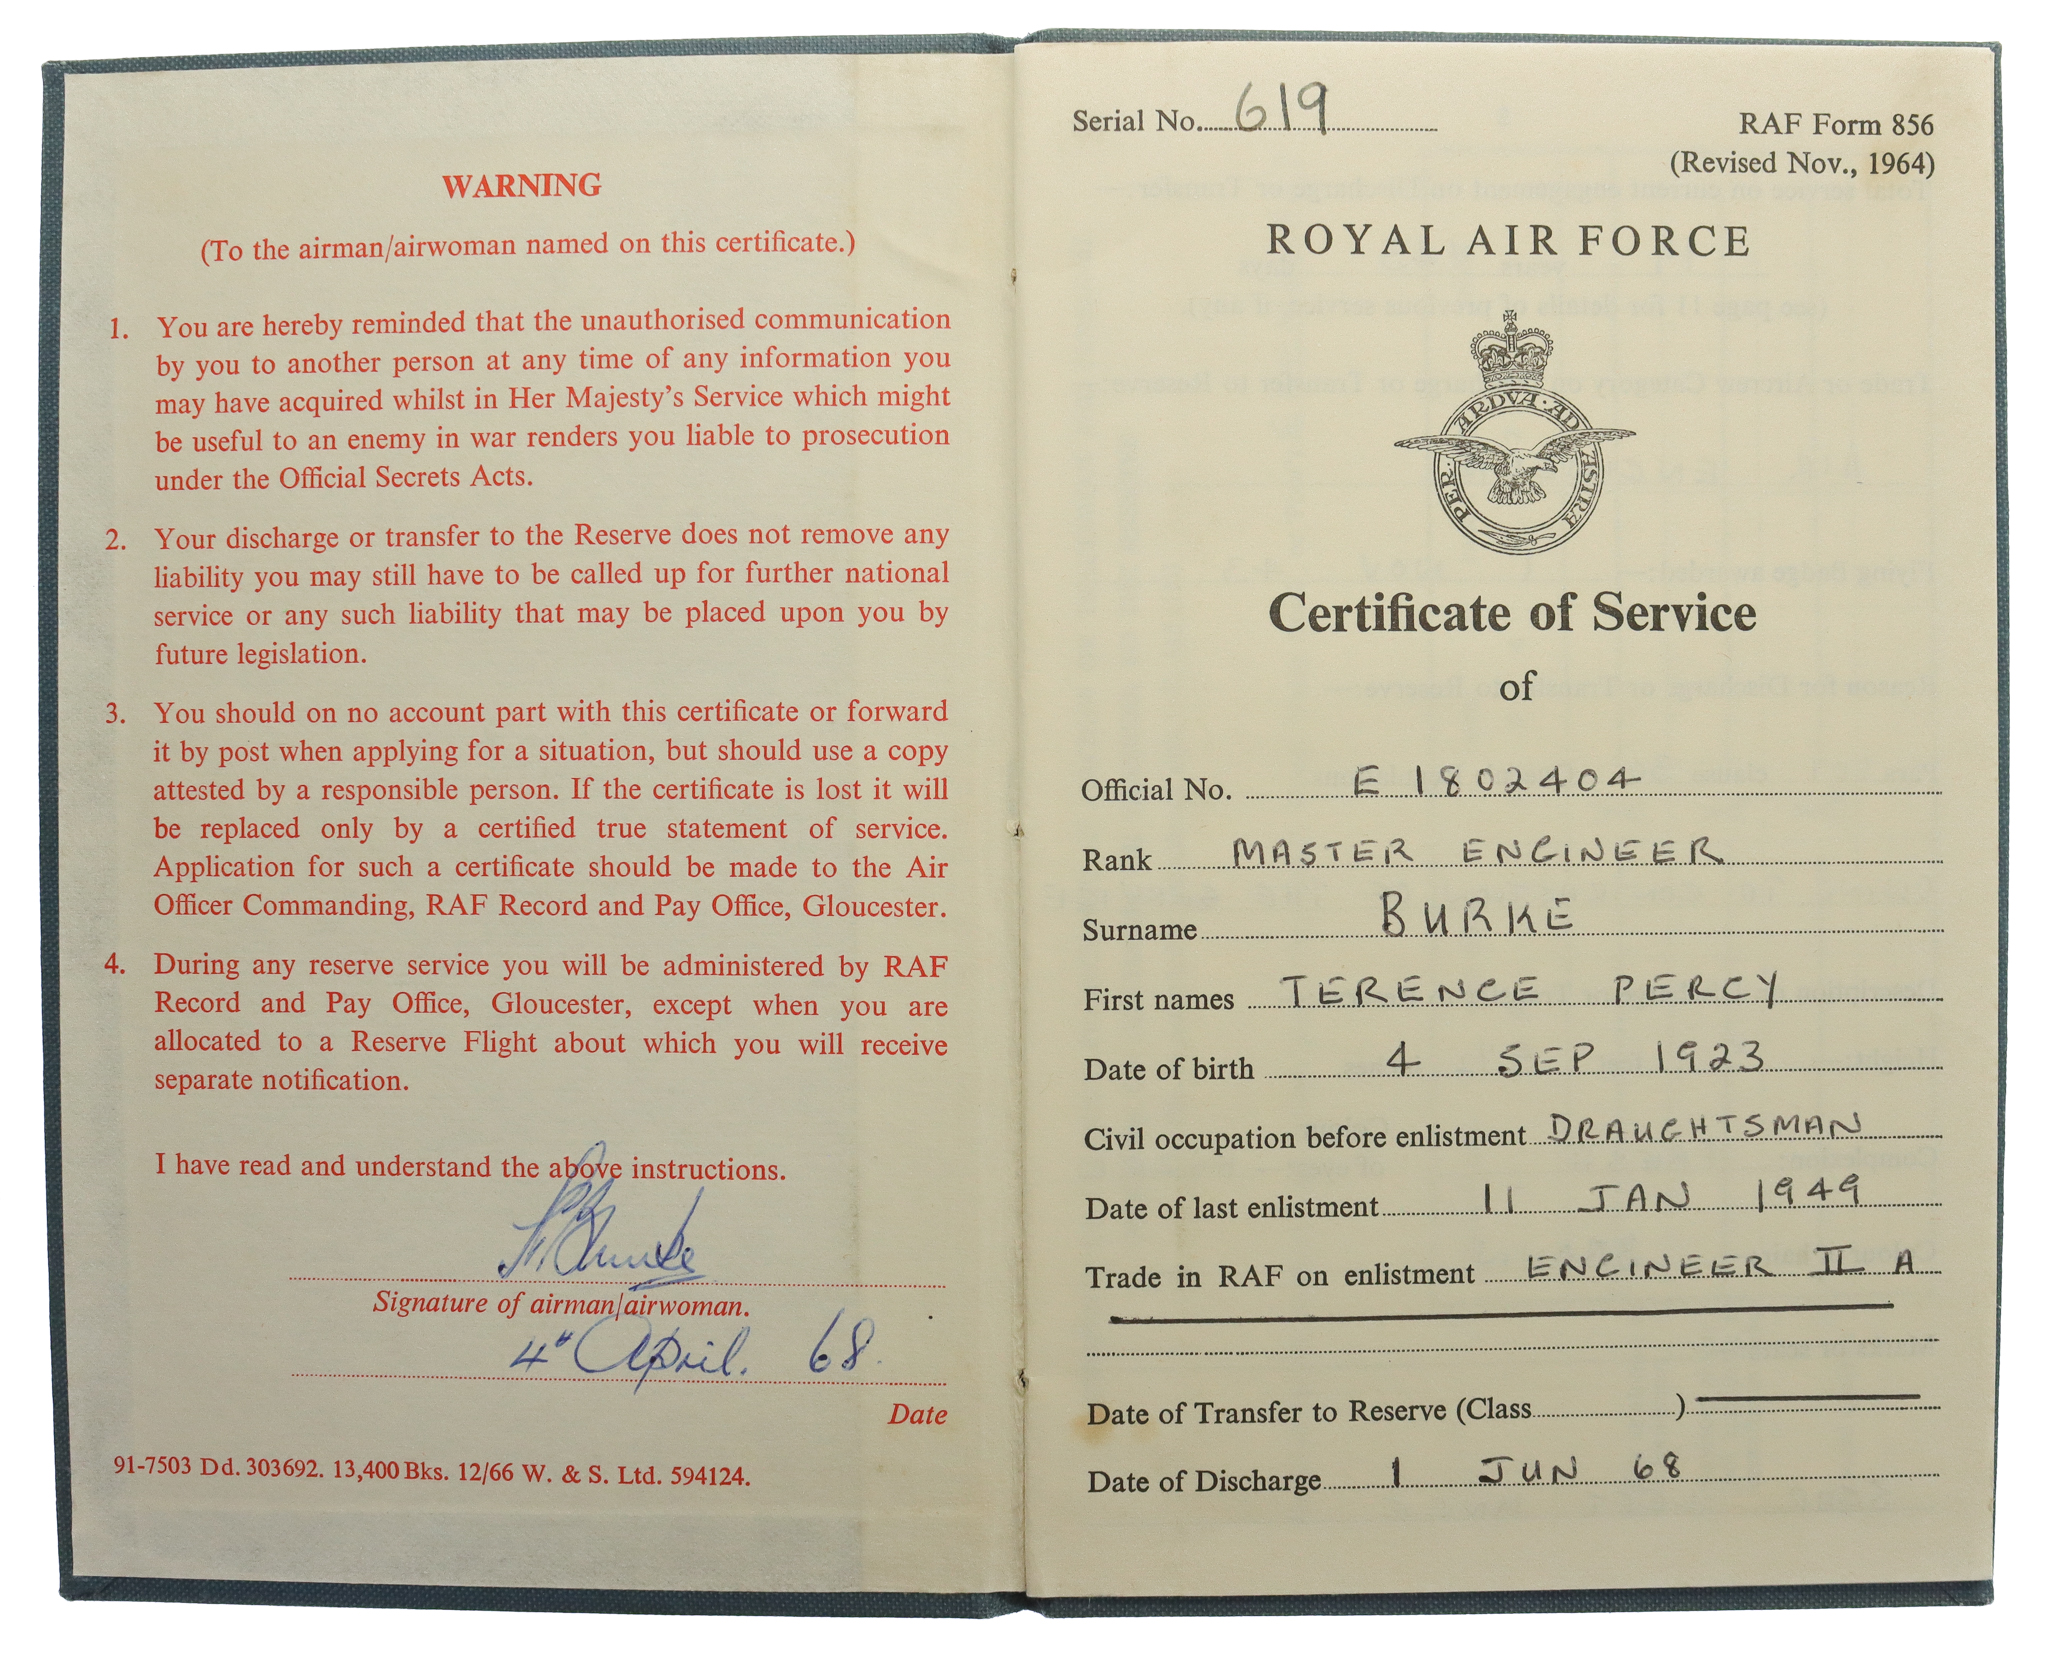 WARNING
(To the airman/airwoman named on this certificate.)
1. You are hereby reminded that the unauthorised communication
by you to another person at any time of any information you
may have acquired whilst in Her Majesty's Service which might
be useful to an enemy in war renders you liable to prosecution
under the Official Secrets Acts.
2. Your discharge or transfer to the Reserve does not remove any
liability you may still have to be called up for further national
service or any such liability that may be placed upon you by
future legislation.
3. You should on no account part with this certificate or forward
it by post when applying for a situation, but should use a copy
attested by a responsible person. If the certificate is lost it will
be replaced only by a certified true statement of service.
Application for such a certificate should be made to the Air
Officer Commanding, RAF Record and Pay Office, Gloucester.
4. During any reserve service you will be administered by RAF
Record and Pay Office, Gloucester, except when you are
allocated to a Reserve Flight about which you will receive
separate notification.
I have read and understand the above instructions.
Signature of airman/airwoman.
4th April. 68.
Date
91-7503 Dd. 303692. 13,400 Bks. 12/66 W. & S. Ltd. 594124.
Serial No. 619
RAF Form 856
(Revised Nov., 1964)
ROYAL AIR FORCE
PER · ARDVA · AD ASTRA
Certificate of Service
of
Official No. E 1802404
Rank MASTER ENGINEER
Surname BURKE
First names TERENCE PERCY
Date of birth 4 SEP 1923
Civil occupation before enlistment DRAUGHTSMAN
Date of last enlistment 11 JAN 1949
Trade in RAF on enlistment ENGINEER II A
Date of Transfer to Reserve (Class )
Date of Discharge 1 JUN 68